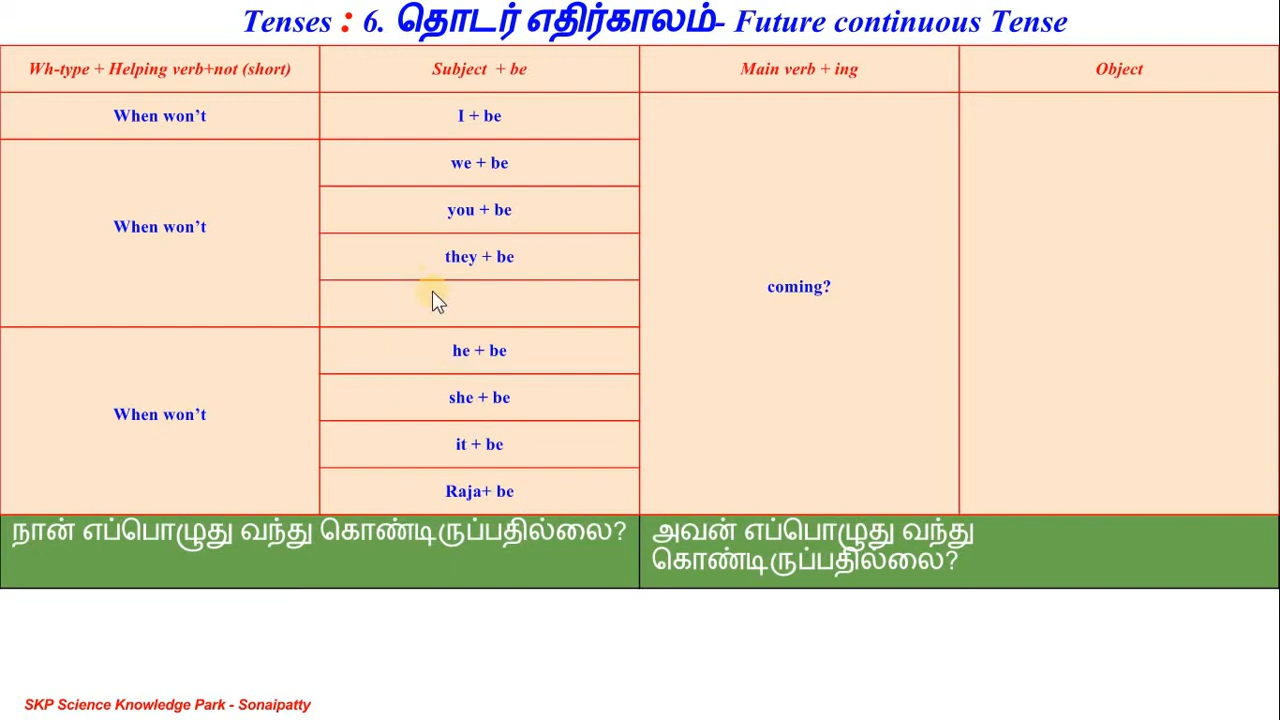 Tenses : 6. தொடர் எதிர்காலம்- Future continuous Tense
Wh-type + Helping verb+not (short)
Subject + be
Main verb + ing
Object
When won’t
I + be
When won’t
we + be
you + be
they + be
coming?
When won’t
he + be
she + be
it + be
Raja+ be
நான் எப்பொழுது வந்து கொண்டிருப்பதில்லை?
அவன் எப்பொழுது வந்து
கொண்டிருப்பதில்லை?
SKP Science Knowledge Park - Sonaipatty